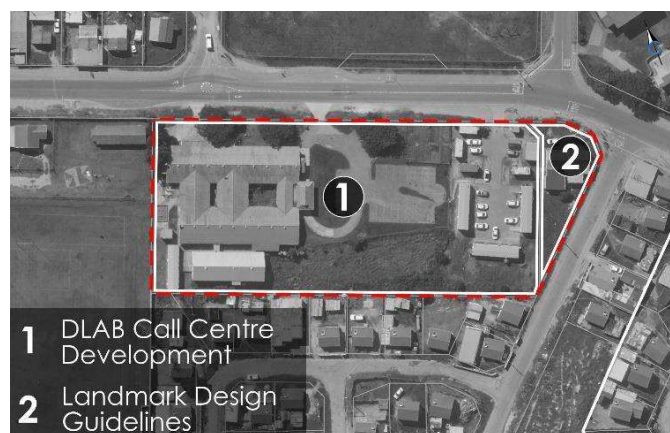 1
2
1 DLAB Call Centre
Development
2 Landmark Design
Guidelines